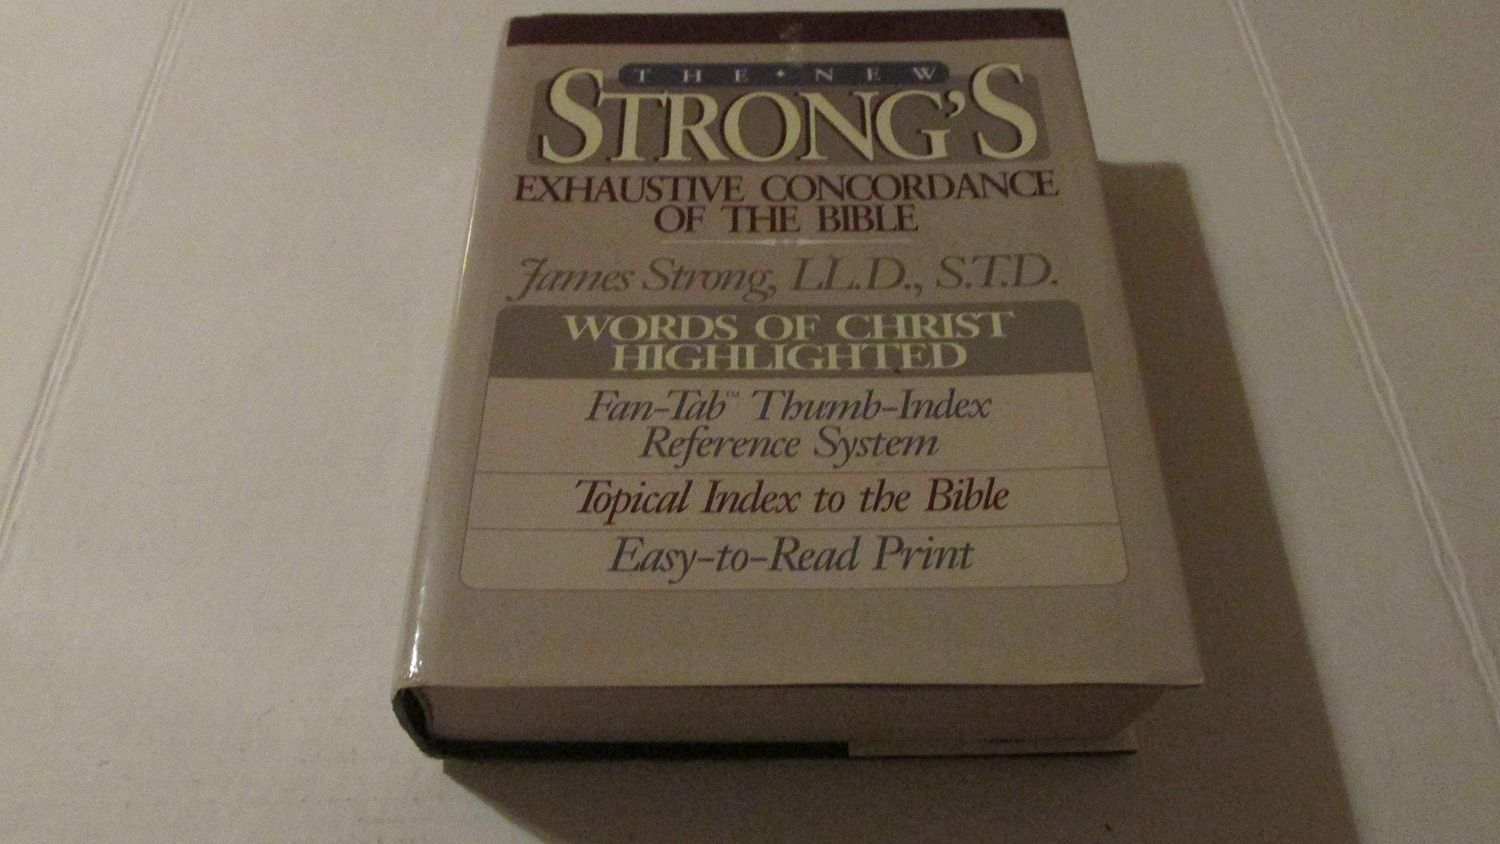 THE • NEW
STRONG'S
EXHAUSTIVE CONCORDANCE
OF THE BIBLE
James Strong, LL.D., S.T.D.
WORDS OF CHRIST
HIGHLIGHTED
Fan-Tab™ Thumb-Index
Reference System
Topical Index to the Bible
Easy-to-Read Print